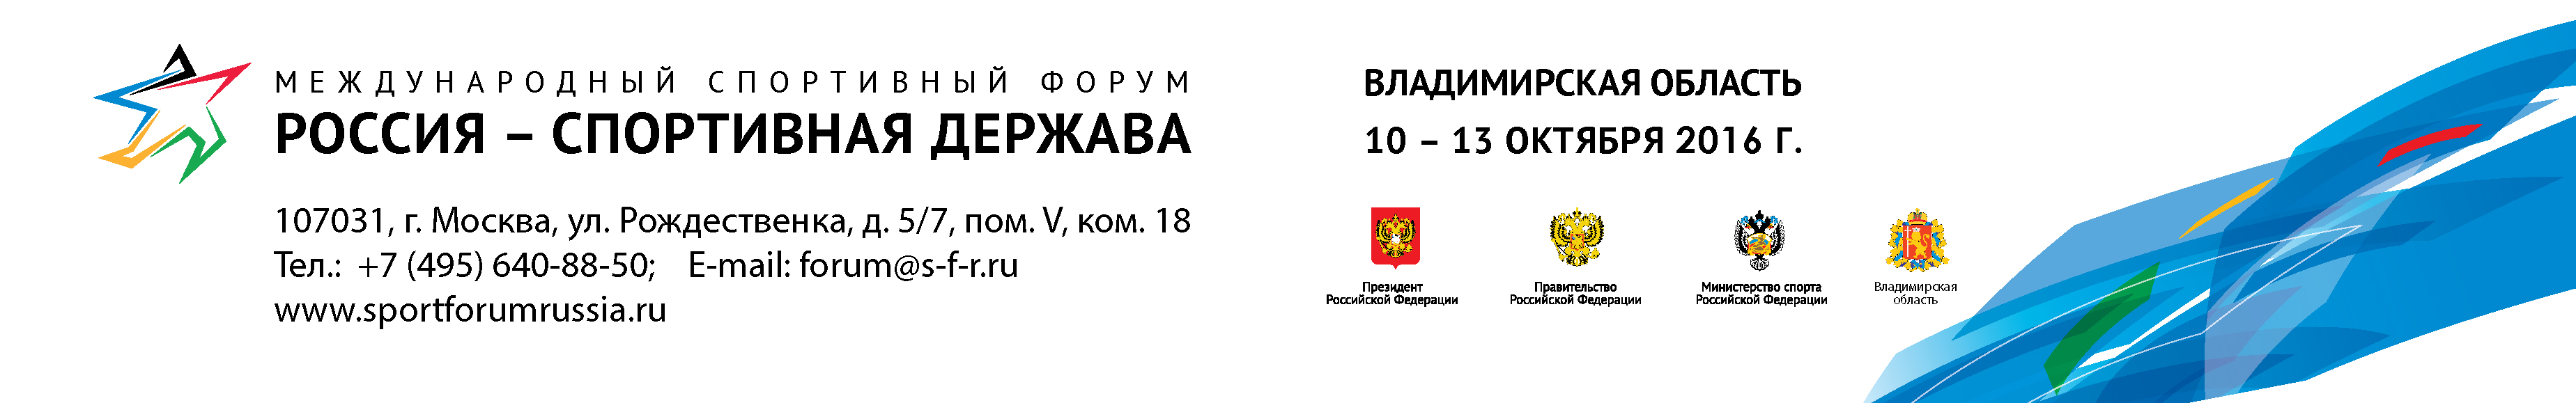 МЕЖДУНАРОДНЫЙ СПОРТИВНЫЙ ФОРУМ
РОССИЯ – СПОРТИВНАЯ ДЕРЖАВА
107031, г. Москва, ул. Рождественка, д. 5/7, пом. V, ком. 18
Тел.: +7 (495) 640-88-50; E-mail: forum@s-f-r.ru
www.sportforumrussia.ru
ВЛАДИМИРСКАЯ ОБЛАСТЬ
10 – 13 ОКТЯБРЯ 2016 Г.
Президент
Российской Федерации
Правительство
Российской Федерации
Министерство спорта
Российской Федерации
Владимирская
область